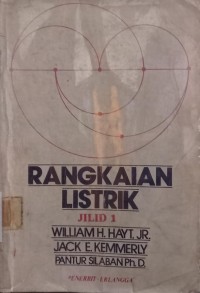 RANGKAIAN
LISTRIK
JILID 1
WILLIAM H. HAYT, JR.
JACK E. KEMMERLY
PANTUR SILABAN Ph.D.
PENERBIT ERLANGGA